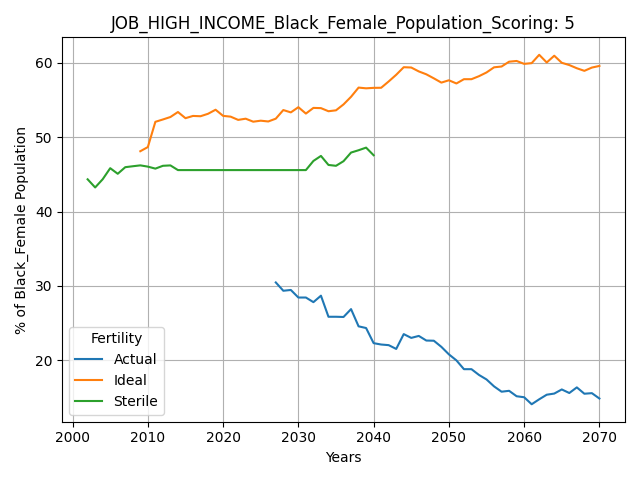 JOB_HIGH_INCOME_Black_Female_Population_Scoring: 5
% of Black_Female Population
60
50
40
30
20
Fertility
Actual
Ideal
Sterile
2000 2010 2020 2030 2040 2050 2060 2070
Years